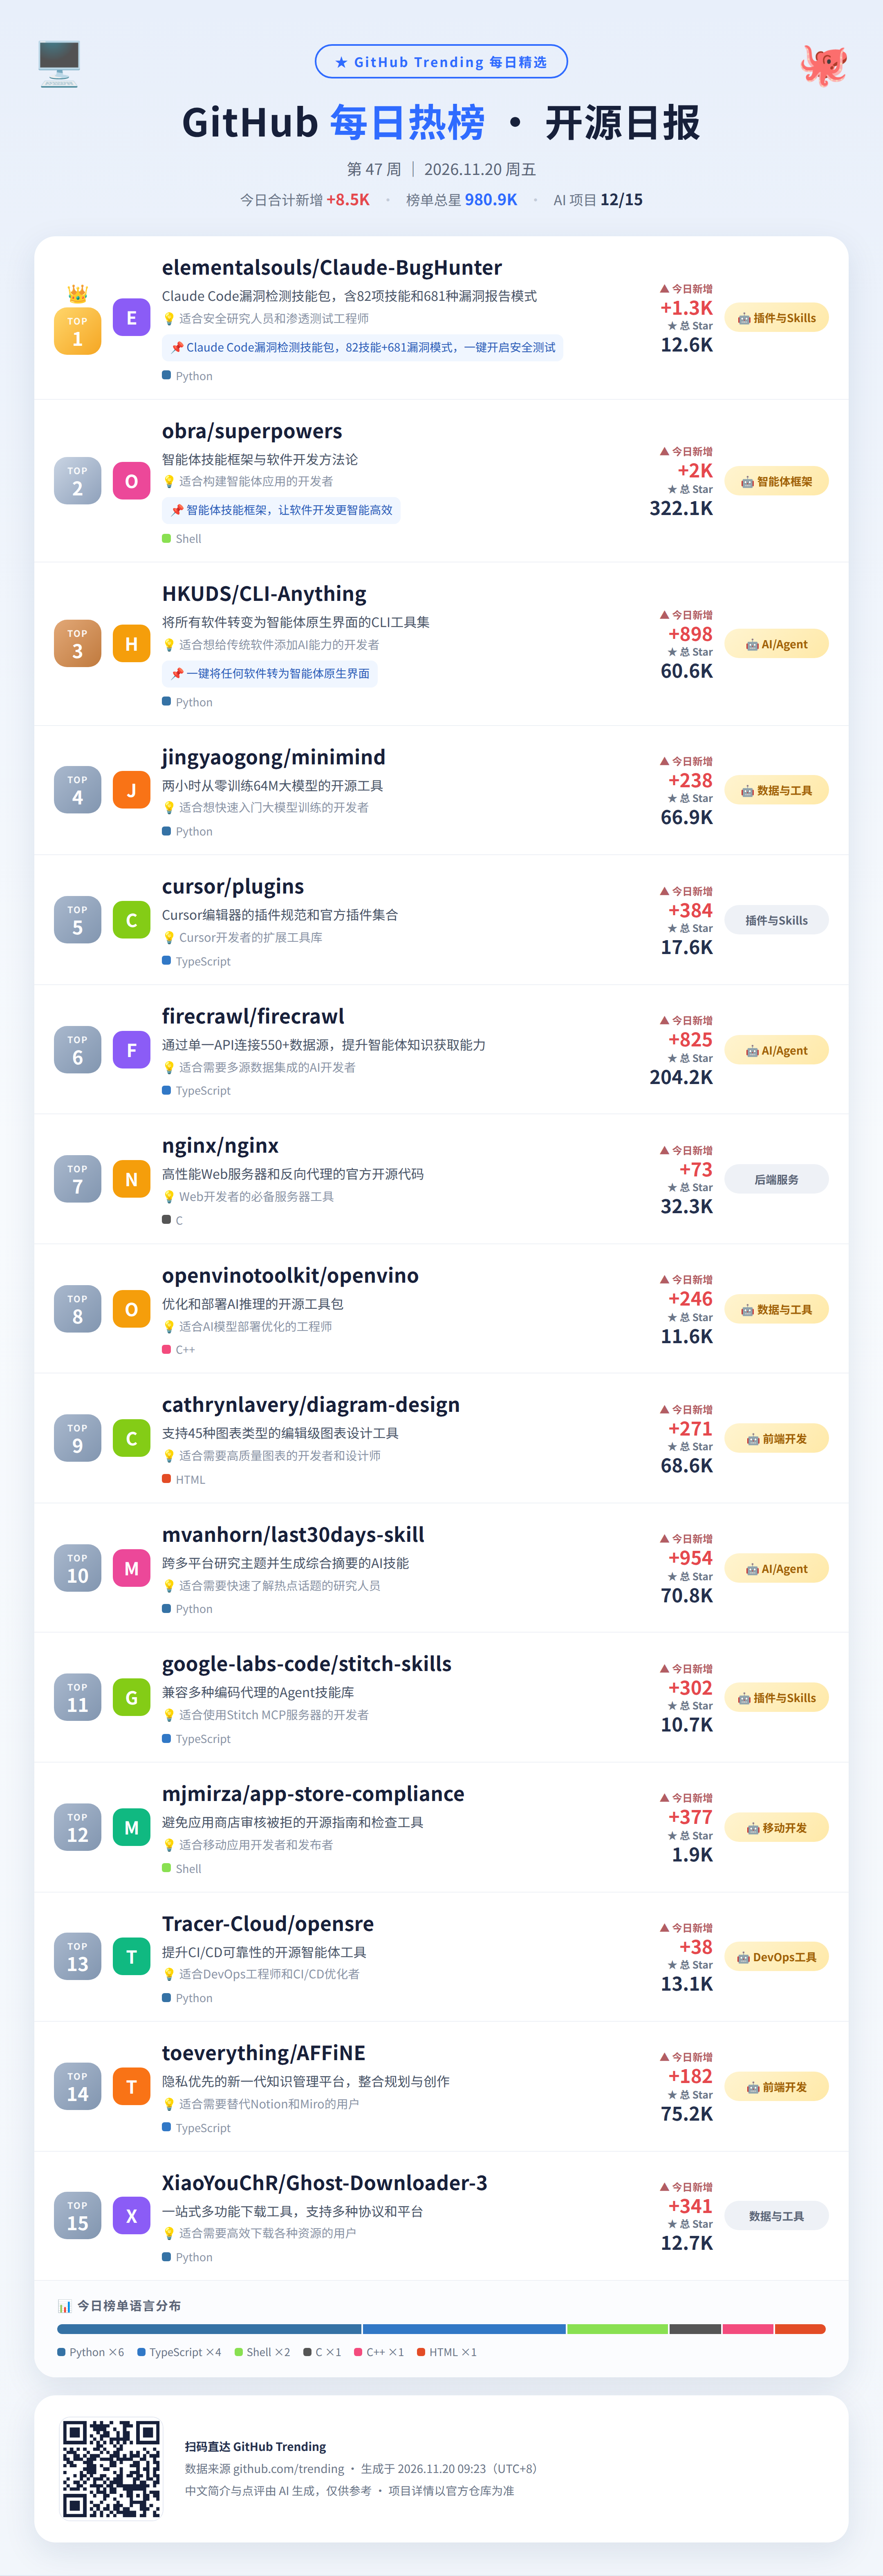 ★ GitHub Trending 每日精选
GitHub 每日热榜 · 开源日报
第 47 周 | 2026.11.20 周五
今日合计新增 +8.5K · 榜单总星 980.9K · AI 项目 12/15
TOP 1
E
elementalsouls/Claude-BugHunter
Claude Code漏洞检测技能包，含82项技能和681种漏洞报告模式
💡 适合安全研究人员和渗透测试工程师
📌 Claude Code漏洞检测技能包，82技能+681漏洞模式，一键开启安全测试
Python
▲ 今日新增
+1.3K
★ 总 Star
12.6K
🤖 插件与Skills
TOP 2
O
obra/superpowers
智能体技能框架与软件开发方法论
💡 适合构建智能体应用的开发者
📌 智能体技能框架，让软件开发更智能高效
Shell
▲ 今日新增
+2K
★ 总 Star
322.1K
🤖 智能体框架
TOP 3
H
HKUDS/CLI-Anything
将所有软件转变为智能体原生界面的CLI工具集
💡 适合想给传统软件添加AI能力的开发者
📌 一键将任何软件转为智能体原生界面
Python
▲ 今日新增
+898
★ 总 Star
60.6K
🤖 AI/Agent
TOP 4
J
jingyaogong/minimind
两小时从零训练64M大模型的开源工具
💡 适合想快速入门大模型训练的开发者
Python
▲ 今日新增
+238
★ 总 Star
66.9K
🤖 数据与工具
TOP 5
C
cursor/plugins
Cursor编辑器的插件规范和官方插件集合
💡 Cursor开发者的扩展工具库
TypeScript
▲ 今日新增
+384
★ 总 Star
17.6K
插件与Skills
TOP 6
F
firecrawl/firecrawl
通过单一API连接550+数据源，提升智能体知识获取能力
💡 适合需要多源数据集成的AI开发者
TypeScript
▲ 今日新增
+825
★ 总 Star
204.2K
🤖 AI/Agent
TOP 7
N
nginx/nginx
高性能Web服务器和反向代理的官方开源代码
💡 Web开发者的必备服务器工具
C
▲ 今日新增
+73
★ 总 Star
32.3K
后端服务
TOP 8
O
openvinotoolkit/openvino
优化和部署AI推理的开源工具包
💡 适合AI模型部署优化的工程师
C++
▲ 今日新增
+246
★ 总 Star
11.6K
🤖 数据与工具
TOP 9
C
cathrynlavery/diagram-design
支持45种图表类型的编辑级图表设计工具
💡 适合需要高质量图表的开发者和设计师
HTML
▲ 今日新增
+271
★ 总 Star
68.6K
🤖 前端开发
TOP 10
M
mvanhorn/last30days-skill
跨多平台研究主题并生成综合摘要的AI技能
💡 适合需要快速了解热点话题的研究人员
Python
▲ 今日新增
+954
★ 总 Star
70.8K
🤖 AI/Agent
TOP 11
G
google-labs-code/stitch-skills
兼容多种编码代理的Agent技能库
💡 适合使用Stitch MCP服务器的开发者
TypeScript
▲ 今日新增
+302
★ 总 Star
10.7K
🤖 插件与Skills
TOP 12
M
mjmirza/app-store-compliance
避免应用商店审核被拒的开源指南和检查工具
💡 适合移动应用开发者和发布者
Shell
▲ 今日新增
+377
★ 总 Star
1.9K
🤖 移动开发
TOP 13
T
Tracer-Cloud/opensre
提升CI/CD可靠性的开源智能体工具
💡 适合DevOps工程师和CI/CD优化者
Python
▲ 今日新增
+38
★ 总 Star
13.1K
🤖 DevOps工具
TOP 14
T
toeverything/AFFiNE
隐私优先的新一代知识管理平台，整合规划与创作
💡 适合需要替代Notion和Miro的用户
TypeScript
▲ 今日新增
+182
★ 总 Star
75.2K
🤖 前端开发
TOP 15
X
XiaoYouChR/Ghost-Downloader-3
一站式多功能下载工具，支持多种协议和平台
💡 适合需要高效下载各种资源的用户
Python
▲ 今日新增
+341
★ 总 Star
12.7K
数据与工具
📊 今日榜单语言分布
Python ×6 TypeScript ×4 Shell ×2 C ×1 C++ ×1 HTML ×1
扫码直达 GitHub Trending
数据来源 github.com/trending · 生成于 2026.11.20 09:23（UTC+8）
中文简介与点评由 AI 生成，仅供参考 · 项目详情以官方仓库为准